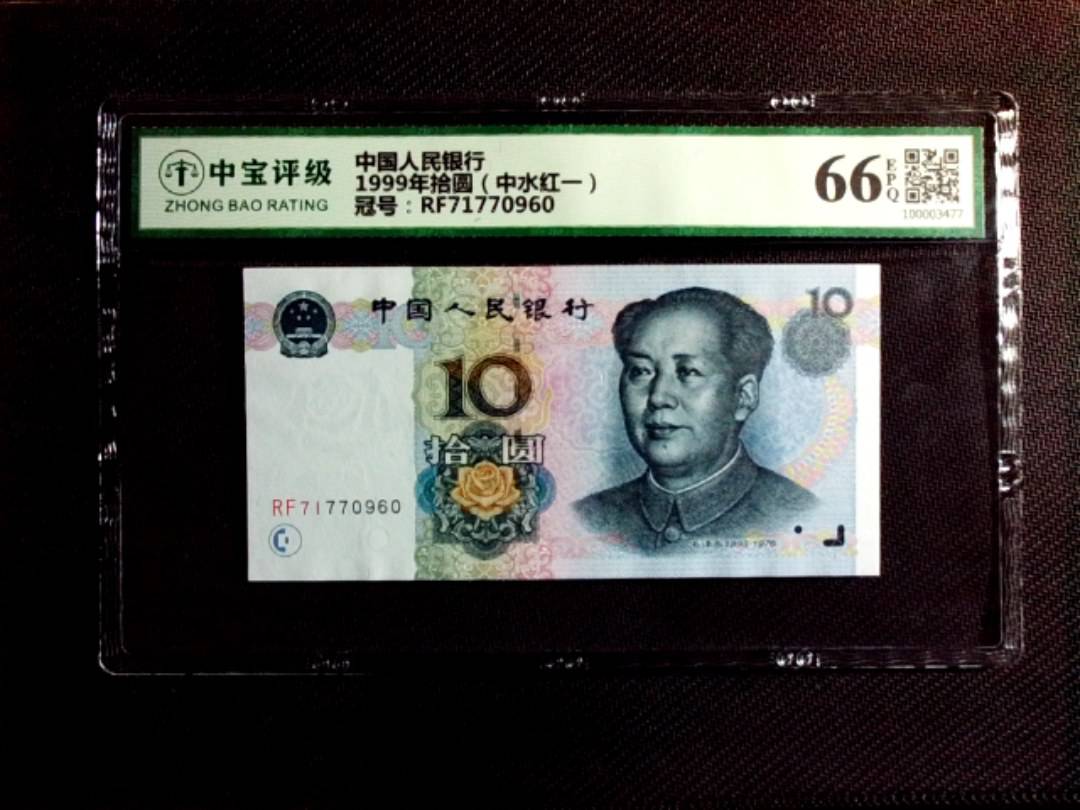 中宝评级
ZHONG BAO RATING
中国人民银行
1999年拾圆（中水红一）
冠号：RF71770960
66
EPQ
100003477
中国人民银行
10
10
拾圆
RF71770960